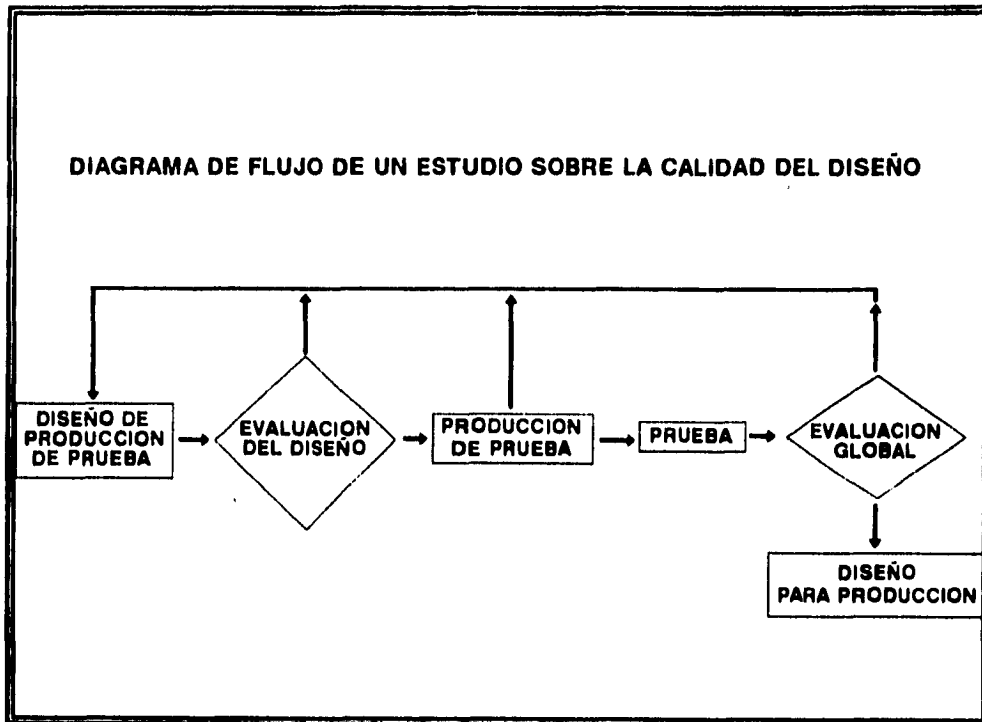 DIAGRAMA DE FLUJO DE UN ESTUDIO SOBRE LA CALIDAD DEL DISEÑO
DISEÑO DE
PRODUCCION
DE PRUEBA
EVALUACION
DEL DISEÑO
PRODUCCION
DE PRUEBA
PRUEBA
EVALUACION
GLOBAL
DISEÑO
PARA PRODUCCION